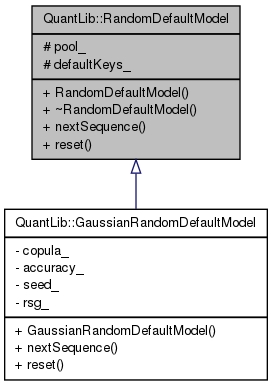 QuantLib::RandomDefaultModel
# pool_
# defaultKeys_
+ RandomDefaultModel()
+ ~RandomDefaultModel()
+ nextSequence()
+ reset()
QuantLib::GaussianRandomDefaultModel
- copula_
- accuracy_
- seed_
- rsg_
+ GaussianRandomDefaultModel()
+ nextSequence()
+ reset()